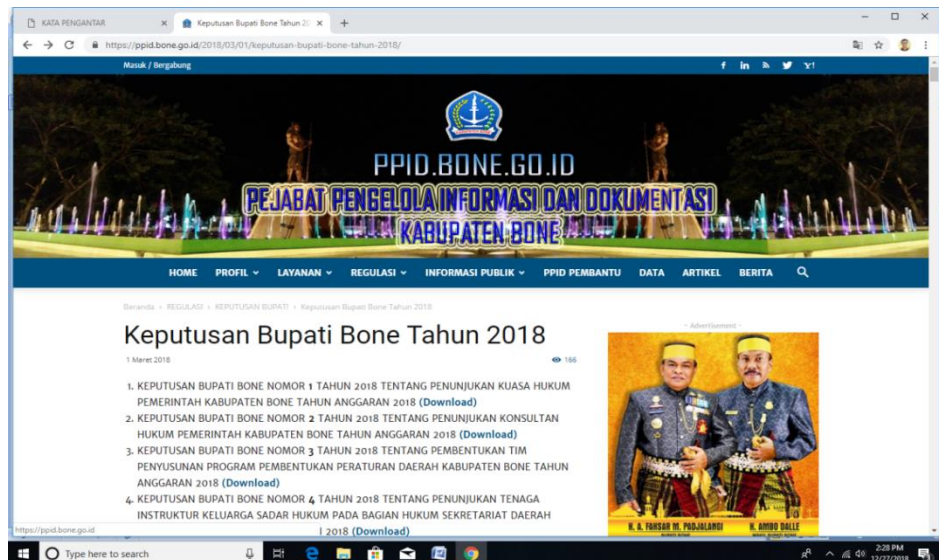 KATA PENGANTAR
Keputusan Bupati Bone Tahun 20
https://ppid.bone.go.id/2018/03/01/keputusan-bupati-bone-tahun-2018/
Masuk / Bergabung
PPID.BONE.GO.ID
PEJABAT PENGELOLA INFORMASI DAN DOKUMENTASI
KABUPATEN BONE
HOME PROFIL LAYANAN REGULASI INFORMASI PUBLIK PPID PEMBANTU DATA ARTIKEL BERITA
Beranda › REGULASI › KEPUTUSAN BUPATI › Keputusan Bupati Bone Tahun 2018
Keputusan Bupati Bone Tahun 2018
1 Maret 2018 166
1. KEPUTUSAN BUPATI BONE NOMOR 1 TAHUN 2018 TENTANG PENUNJUKAN KUASA HUKUM
PEMERINTAH KABUPATEN BONE TAHUN ANGGARAN 2018 (Download)
2. KEPUTUSAN BUPATI BONE NOMOR 2 TAHUN 2018 TENTANG PENUNJUKAN KONSULTAN
HUKUM PEMERINTAH KABUPATEN BONE TAHUN ANGGARAN 2018 (Download)
3. KEPUTUSAN BUPATI BONE NOMOR 3 TAHUN 2018 TENTANG PEMBENTUKAN TIM
PENYUSUNAN PROGRAM PEMBENTUKAN PERATURAN DAERAH KABUPATEN BONE TAHUN
ANGGARAN 2018 (Download)
4. KEPUTUSAN BUPATI BONE NOMOR 4 TAHUN 2018 TENTANG PENUNJUKAN TENAGA
INSTRUKTUR KELUARGA SADAR HUKUM PADA BAGIAN HUKUM SEKRETARIAT DAERAH
2018 (Download)
- Advertisement -
H. A. FAHSAR M. PADJALANGI
H. AMBO DALLE
https://ppid.bone.go.id
Type here to search
2:28 PM
12/27/2018